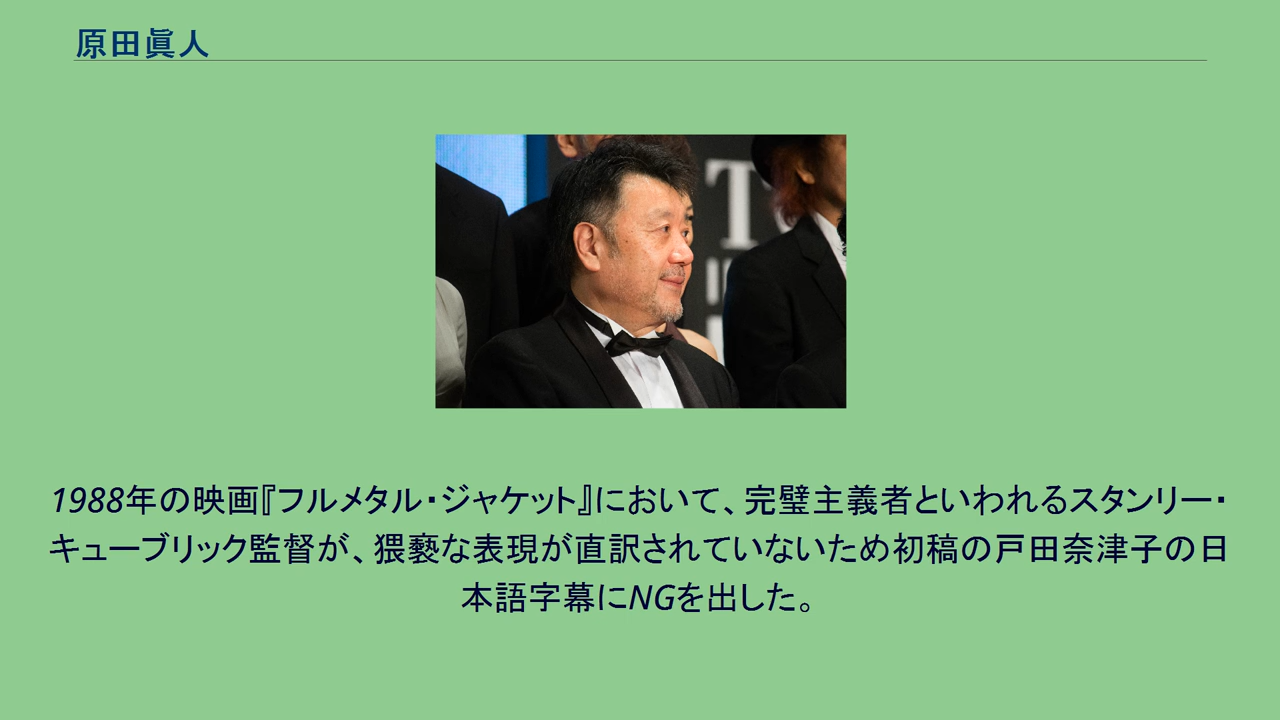 原田眞人
T
1988年の映画『フルメタル・ジャケット』において、完璧主義者といわれるスタンリー・
キューブリック監督が、猥褻な表現が直訳されていないため初稿の戸田奈津子の日
本語字幕にNGを出した。